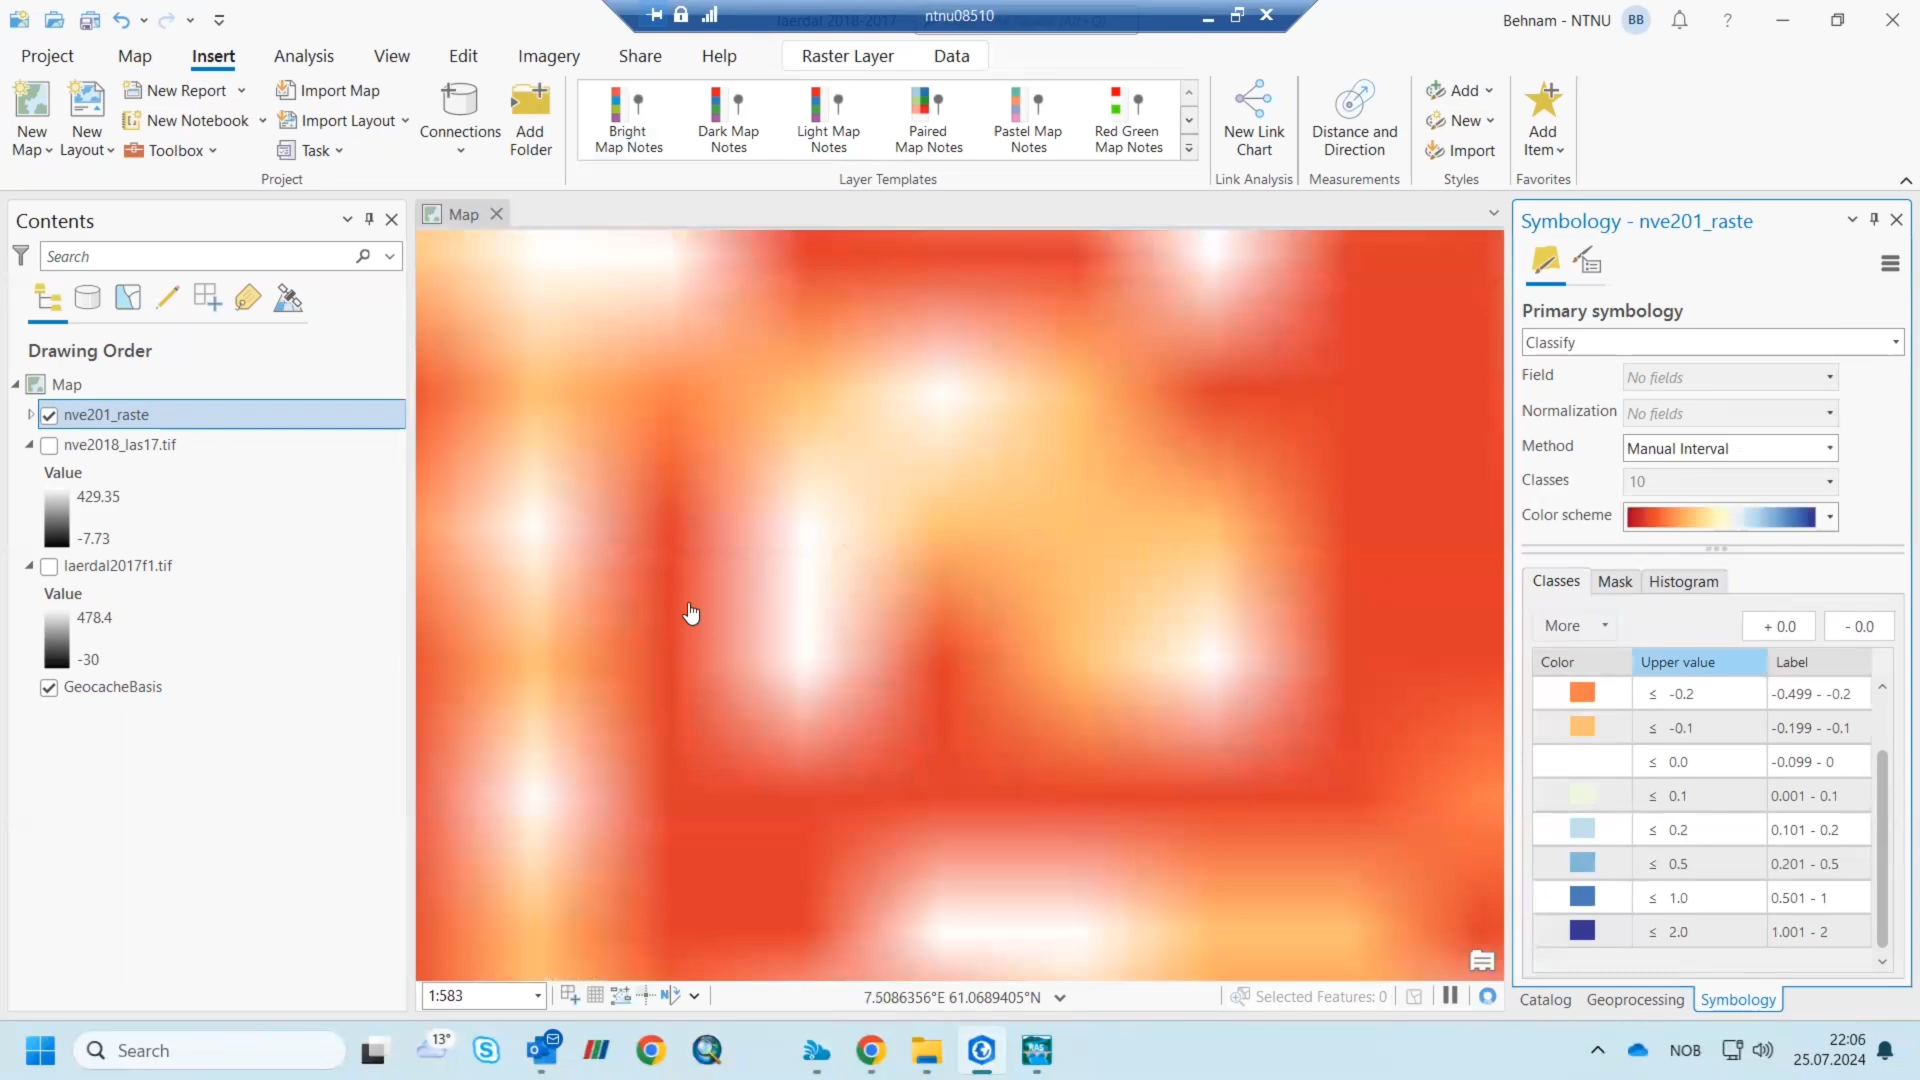 laerdal 2018-2017
ntnu08510
Behnam - NTNU
BB
?
Project
Map
Insert
Analysis
View
Edit
Imagery
Share
Help
Raster Layer
Data
New Map
New Layout
New Report
New Notebook
Toolbox
Import Map
Import Layout
Task
Connections
Add Folder
Project
Bright Map Notes
Dark Map Notes
Light Map Notes
Paired Map Notes
Pastel Map Notes
Red Green Map Notes
Layer Templates
New Link Chart
Link Analysis
Distance and Direction
Measurements
Add
New
Import
Styles
Add Item
Favorites
Contents
Search
Drawing Order
Map
nve201_raste
nve2018_las17.tif
Value
429.35
-7.73
laerdal2017f1.tif
Value
478.4
-30
GeocacheBasis
Map
1:583
7.5086356°E 61.0689405°N
Selected Features: 0
Symbology - nve201_raste
Primary symbology
Classify
Field
No fields
Normalization
No fields
Method
Manual Interval
Classes
10
Color scheme
Classes
Mask
Histogram
More
+ 0.0
- 0.0
Color
Upper value
Label
≤ -0.2
-0.499 - -0.2
≤ -0.1
-0.199 - -0.1
≤ 0.0
-0.099 - 0
≤ 0.1
0.001 - 0.1
≤ 0.2
0.101 - 0.2
≤ 0.5
0.201 - 0.5
≤ 1.0
0.501 - 1
≤ 2.0
1.001 - 2
Catalog
Geoprocessing
Symbology
Search
13°
RAS
NOB
22:06
25.07.2024